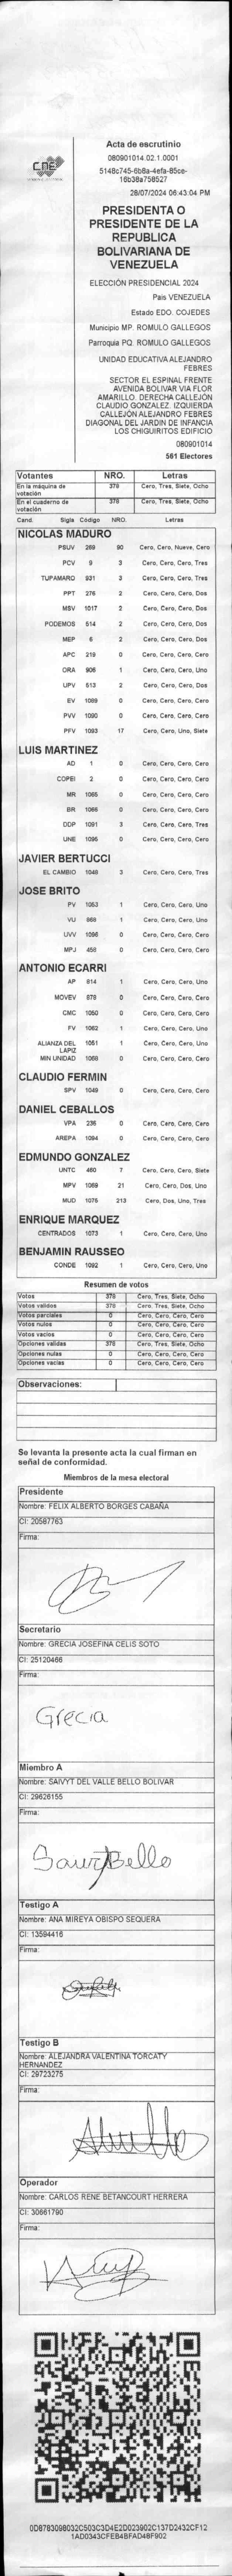 CNE
Acta de escrutinio
080901014.02.1.0001
5148c745-6b8a-4efa-85ce-
16b38a758527
28/07/2024 06:43:04 PM
PRESIDENTA O
PRESIDENTE DE LA
REPUBLICA
BOLIVARIANA DE
VENEZUELA
ELECCIÓN PRESIDENCIAL 2024
Pais VENEZUELA
Estado EDO. COJEDES
Municipio MP. ROMULO GALLEGOS
Parroquia PQ. ROMULO GALLEGOS
UNIDAD EDUCATIVA ALEJANDRO
FEBRES
SECTOR EL ESPINAL FRENTE
AVENIDA BOLIVAR VIA FLOR
AMARILLO. DERECHA CALLEJÓN
CLAUDIO GONZALEZ. IZQUIERDA
CALLEJÓN ALEJANDRO FEBRES
DIAGONAL DEL JARDIN DE INFANCIA
LOS CHIGUIRITOS EDIFICIO
080901014
561 Electores
Votantes NRO. Letras
En la máquina de votación 378 Cero, Tres, Siete, Ocho
En el cuaderno de votación 378 Cero, Tres, Siete, Ocho
Cand. Sigla Código NRO. Letras
NICOLAS MADURO
PSUV 269 90 Cero, Cero, Nueve, Cero
PCV 9 3 Cero, Cero, Cero, Tres
TUPAMARO 931 3 Cero, Cero, Cero, Tres
PPT 276 2 Cero, Cero, Cero, Dos
MSV 1017 2 Cero, Cero, Cero, Dos
PODEMOS 514 2 Cero, Cero, Cero, Dos
MEP 6 2 Cero, Cero, Cero, Dos
APC 219 0 Cero, Cero, Cero, Cero
ORA 906 1 Cero, Cero, Cero, Uno
UPV 513 2 Cero, Cero, Cero, Dos
EV 1089 0 Cero, Cero, Cero, Cero
PVV 1090 0 Cero, Cero, Cero, Cero
PFV 1093 17 Cero, Cero, Uno, Siete
LUIS MARTINEZ
AD 1 0 Cero, Cero, Cero, Cero
COPEI 2 0 Cero, Cero, Cero, Cero
MR 1065 0 Cero, Cero, Cero, Cero
BR 1066 0 Cero, Cero, Cero, Cero
DDP 1091 3 Cero, Cero, Cero, Tres
UNE 1095 0 Cero, Cero, Cero, Cero
JAVIER BERTUCCI
EL CAMBIO 1048 3 Cero, Cero, Cero, Tres
JOSE BRITO
PV 1053 1 Cero, Cero, Cero, Uno
VU 868 1 Cero, Cero, Cero, Uno
UVV 1096 0 Cero, Cero, Cero, Cero
MPJ 456 0 Cero, Cero, Cero, Cero
ANTONIO ECARRI
AP 814 1 Cero, Cero, Cero, Uno
MOVEV 878 0 Cero, Cero, Cero, Cero
CMC 1050 0 Cero, Cero, Cero, Cero
FV 1062 1 Cero, Cero, Cero, Uno
ALIANZA DEL LAPIZ 1051 1 Cero, Cero, Cero, Uno
MIN UNIDAD 1068 0 Cero, Cero, Cero, Cero
CLAUDIO FERMIN
SPV 1049 0 Cero, Cero, Cero, Cero
DANIEL CEBALLOS
VPA 235 0 Cero, Cero, Cero, Cero
AREPA 1094 0 Cero, Cero, Cero, Cero
EDMUNDO GONZALEZ
UNTC 460 7 Cero, Cero, Cero, Siete
MPV 1069 21 Cero, Cero, Dos, Uno
MUD 1075 213 Cero, Dos, Uno, Tres
ENRIQUE MARQUEZ
CENTRADOS 1073 1 Cero, Cero, Cero, Uno
BENJAMIN RAUSSEO
CONDE 1092 1 Cero, Cero, Cero, Uno
Resumen de votos
Votos 378 Cero, Tres, Siete, Ocho
Votos validos 378 Cero, Tres, Siete, Ocho
Votos parciales 0 Cero, Cero, Cero, Cero
Votos nulos 0 Cero, Cero, Cero, Cero
Votos vacios 0 Cero, Cero, Cero, Cero
Opciones validas 378 Cero, Tres, Siete, Ocho
Opciones nulas 0 Cero, Cero, Cero, Cero
Opciones vacias 0 Cero, Cero, Cero, Cero
Observaciones:
Se levanta la presente acta la cual firman en
señal de conformidad.
Miembros de la mesa electoral
Presidente
Nombre: FELIX ALBERTO BORGES CABAÑA
CI: 20587763
Firma:
Secretario
Nombre: GRECIA JOSEFINA CELIS SOTO
CI: 25120466
Firma:
Grecia
Miembro A
Nombre: SAIVYT DEL VALLE BELLO BOLIVAR
CI: 29626155
Firma:
Testigo A
Nombre: ANA MIREYA OBISPO SEQUERA
CI: 13594416
Firma:
Testigo B
Nombre: ALEJANDRA VALENTINA TORCATY
HERNANDEZ
CI: 29723275
Firma:
Operador
Nombre: CARLOS RENE BETANCOURT HERRERA
CI: 30661790
Firma:
0D8783098032C503C3D4E2D023902C137D2432CF12
1AD0343CFEB4BFAD48F902